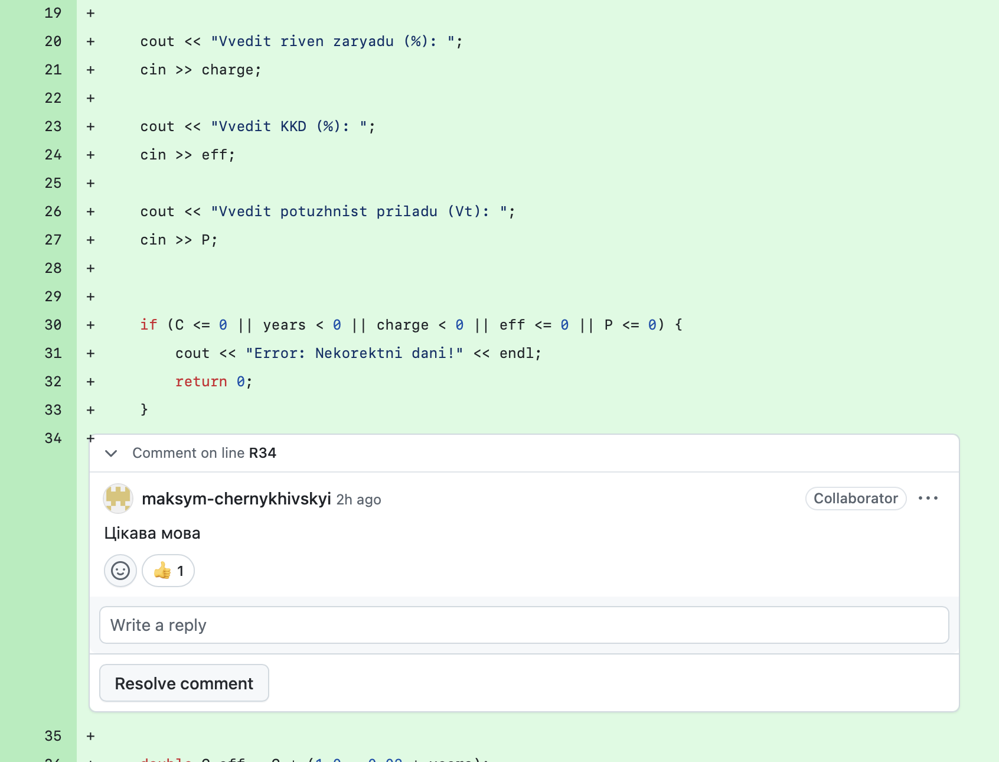 19 +
20 + cout << "Vvedit riven zaryadu (%): ";
21 + cin >> charge;
22 +
23 + cout << "Vvedit KKD (%): ";
24 + cin >> eff;
25 +
26 + cout << "Vvedit potuzhnist priladu (Vt): ";
27 + cin >> P;
28 +
29 +
30 + if (C <= 0 || years < 0 || charge < 0 || eff <= 0 || P <= 0) {
31 + cout << "Error: Nekorektni dani!" << endl;
32 + return 0;
33 + }
34 +
Comment on line R34
maksym-chernykhivskyi 2h ago Collaborator ...
Цікава мова
👍 1
Write a reply
Resolve comment
35 +